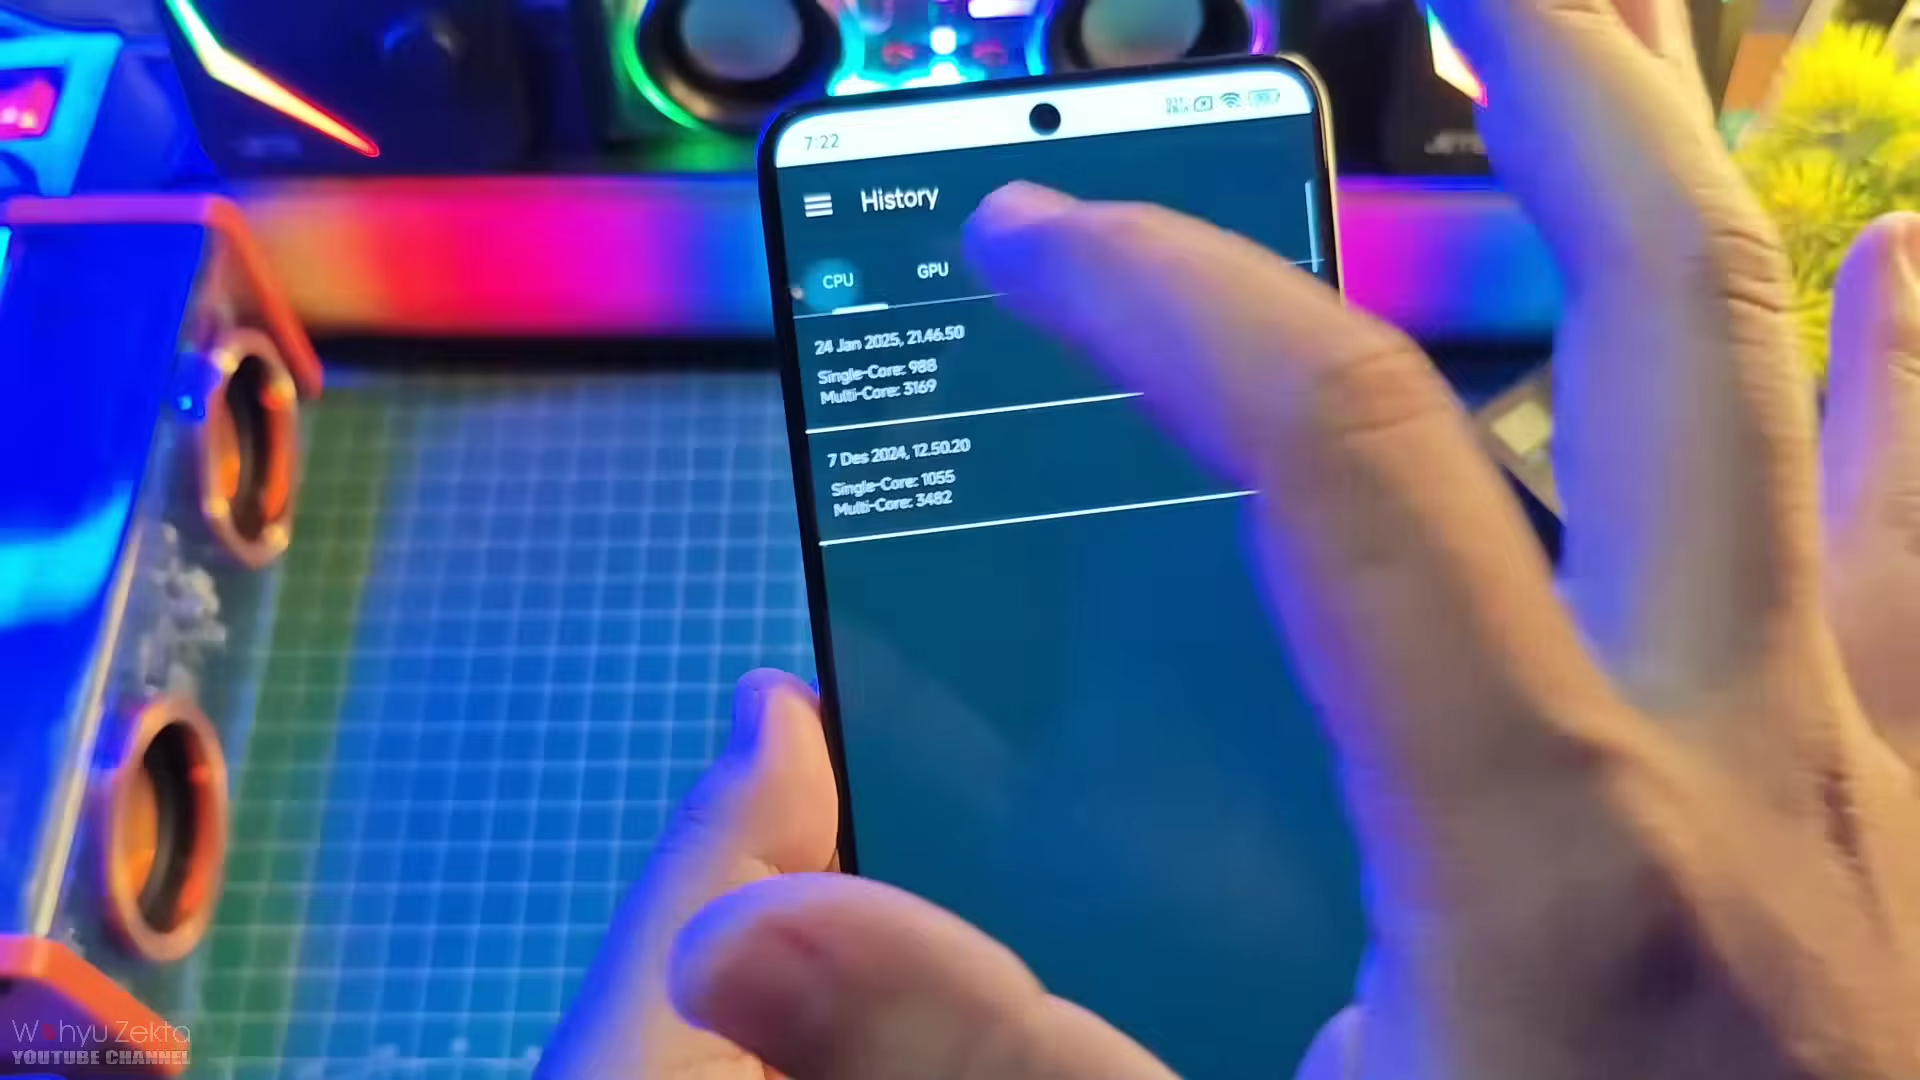 7:22
History
CPU
GPU
24 Jan 2025, 21.46.50
Single-Core: 988
Multi-Core: 3169
7 Des 2024, 12.50.20
Single-Core: 1055
Multi-Core: 3482
Wahyu Zekta
YOUTUBE CHANNEL